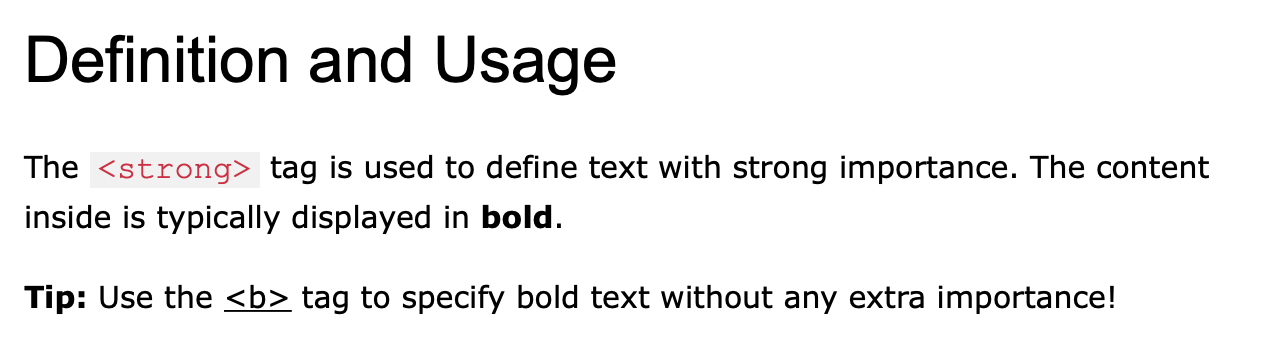 Definition and Usage
The <strong> tag is used to define text with strong importance. The content
inside is typically displayed in bold.
Tip: Use the <b> tag to specify bold text without any extra importance!